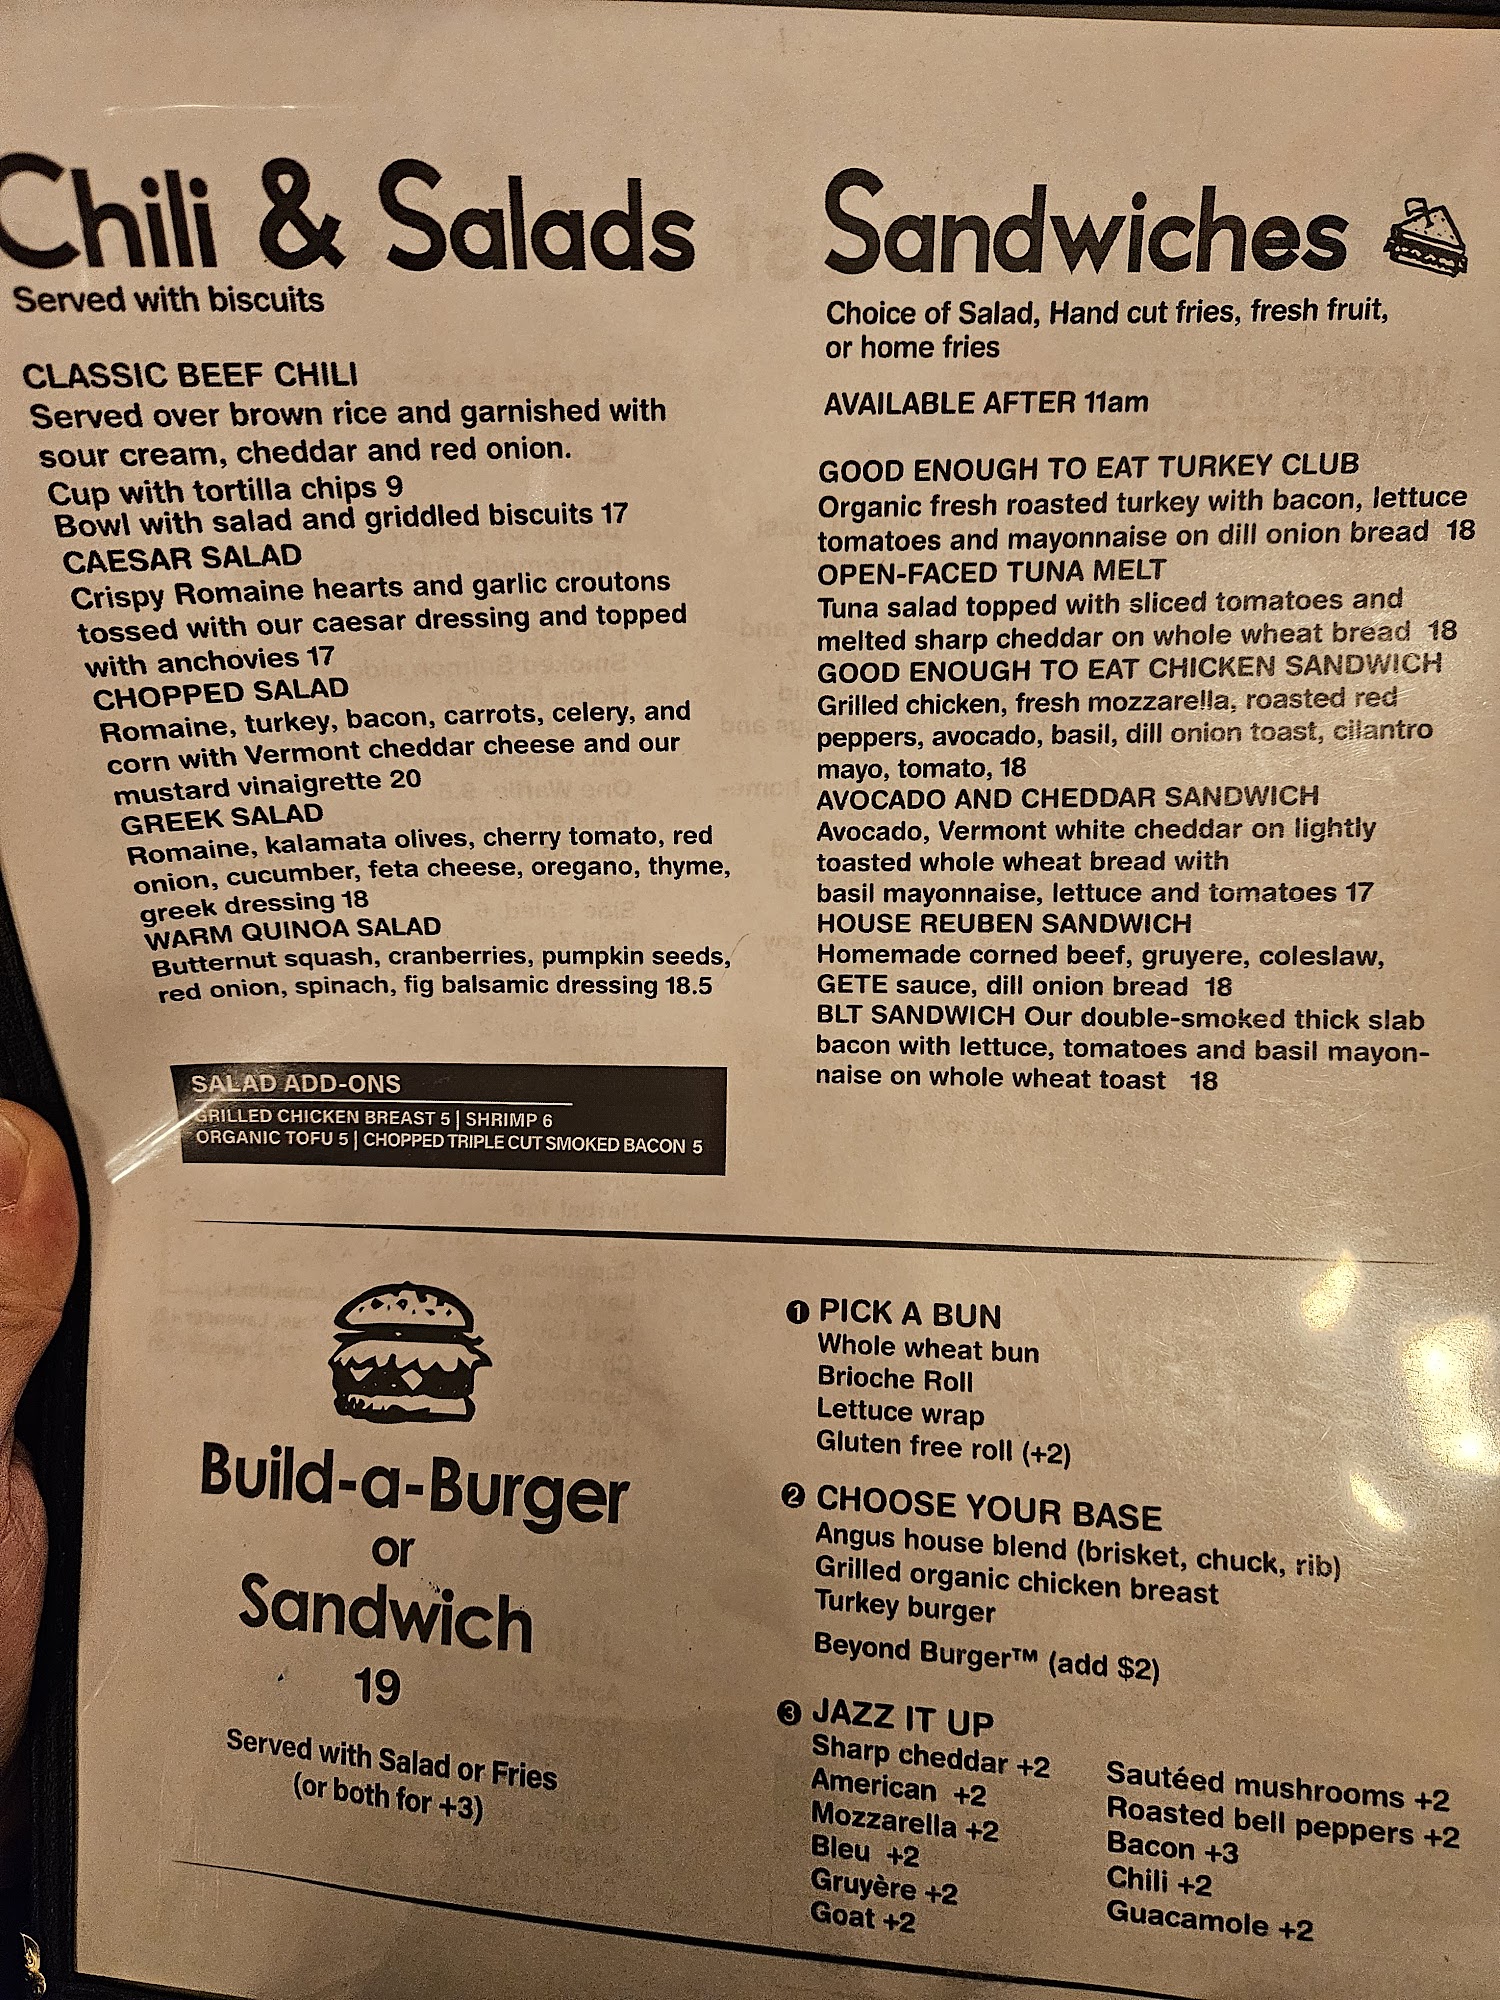 Chili & Salads
Served with biscuits
CLASSIC BEEF CHILI
Served over brown rice and garnished with
sour cream, cheddar and red onion.
Cup with tortilla chips 9
Bowl with salad and griddled biscuits 17
CAESAR SALAD
Crispy Romaine hearts and garlic croutons
tossed with our caesar dressing and topped
with anchovies 17
CHOPPED SALAD
Romaine, turkey, bacon, carrots, celery, and
corn with Vermont cheddar cheese and our
mustard vinaigrette 20
GREEK SALAD
Romaine, kalamata olives, cherry tomato, red
onion, cucumber, feta cheese, oregano, thyme,
greek dressing 18
WARM QUINOA SALAD
Butternut squash, cranberries, pumpkin seeds,
red onion, spinach, fig balsamic dressing 18.5
SALAD ADD-ONS
GRILLED CHICKEN BREAST 5 | SHRIMP 6
ORGANIC TOFU 5 | CHOPPED TRIPLE CUT SMOKED BACON 5
Sandwiches
Choice of Salad, Hand cut fries, fresh fruit,
or home fries
AVAILABLE AFTER 11am
GOOD ENOUGH TO EAT TURKEY CLUB
Organic fresh roasted turkey with bacon, lettuce
tomatoes and mayonnaise on dill onion bread 18
OPEN-FACED TUNA MELT
Tuna salad topped with sliced tomatoes and
melted sharp cheddar on whole wheat bread 18
GOOD ENOUGH TO EAT CHICKEN SANDWICH
Grilled chicken, fresh mozzarella, roasted red
peppers, avocado, basil, dill onion toast, cilantro
mayo, tomato, 18
AVOCADO AND CHEDDAR SANDWICH
Avocado, Vermont white cheddar on lightly
toasted whole wheat bread with
basil mayonnaise, lettuce and tomatoes 17
HOUSE REUBEN SANDWICH
Homemade corned beef, gruyere, coleslaw,
GETE sauce, dill onion bread 18
BLT SANDWICH Our double-smoked thick slab
bacon with lettuce, tomatoes and basil mayon-
naise on whole wheat toast 18
Build-a-Burger
or
Sandwich
19
Served with Salad or Fries
(or both for +3)
1 PICK A BUN
Whole wheat bun
Brioche Roll
Lettuce wrap
Gluten free roll (+2)
2 CHOOSE YOUR BASE
Angus house blend (brisket, chuck, rib)
Grilled organic chicken breast
Turkey burger
Beyond Burger™ (add $2)
3 JAZZ IT UP
Sharp cheddar +2
American +2
Mozzarella +2
Bleu +2
Gruyère +2
Goat +2
Sautéed mushrooms +2
Roasted bell peppers +2
Bacon +3
Chili +2
Guacamole +2